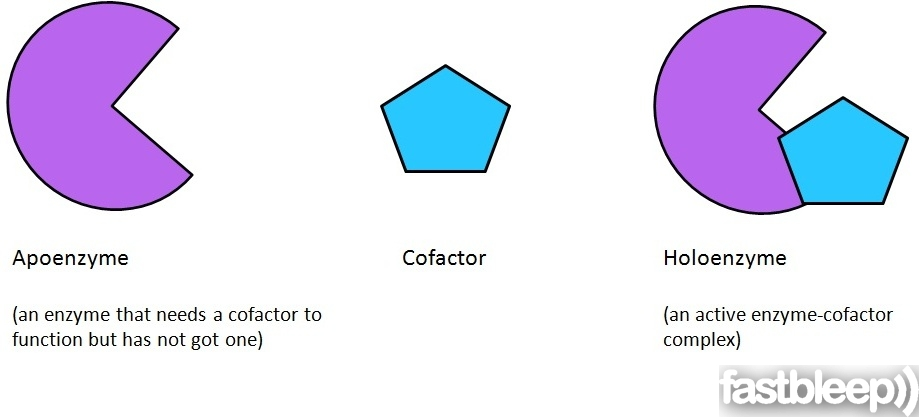 Apoenzyme
Cofactor
Holoenzyme
(an enzyme that needs a cofactor to
function but has not got one)
(an active enzyme-cofactor
complex)
fastbleep